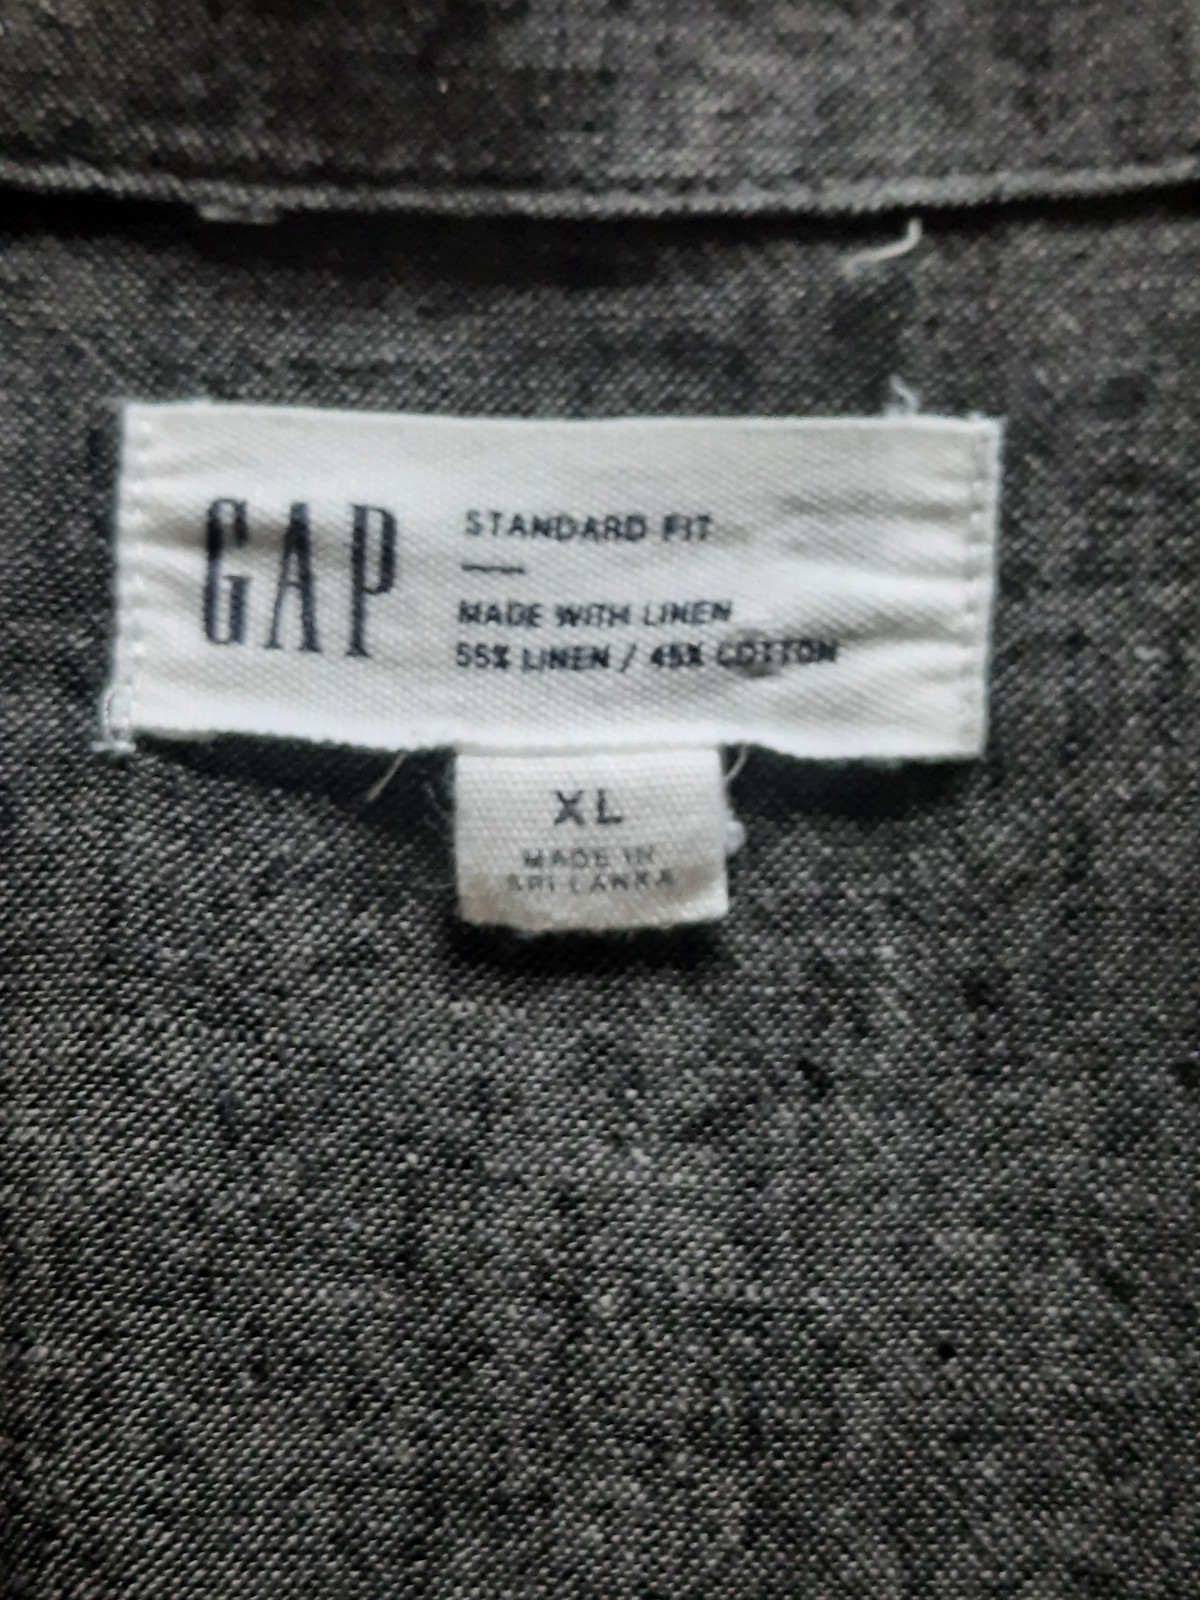 GAP
STANDARD FIT
MADE WITH LINEN
55% LINEN / 45% COTTON
XL
MADE IN
SRI LANKA